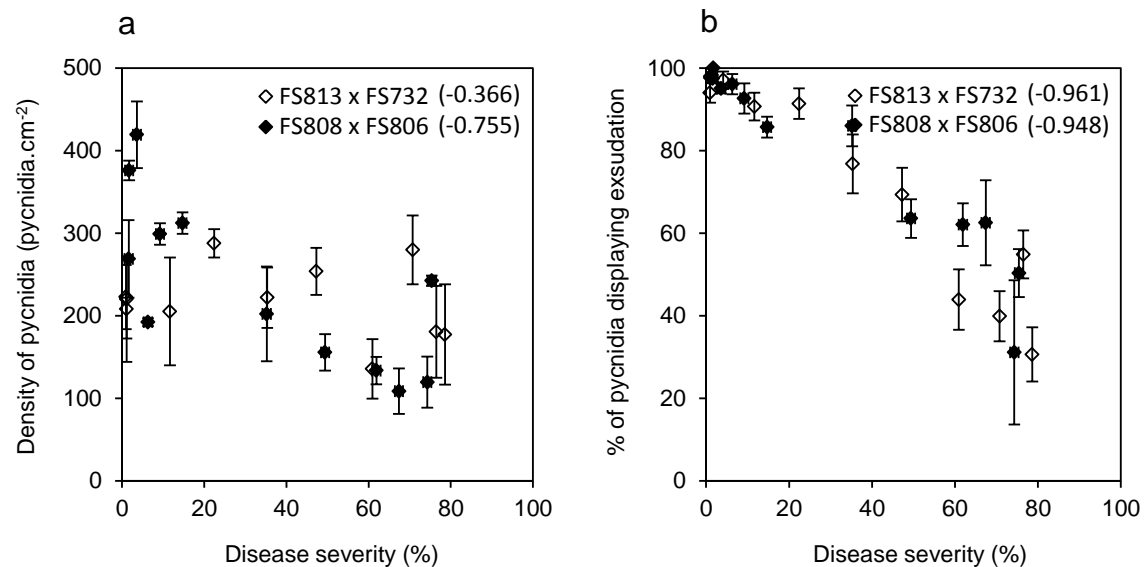 a
Density of pycnidia (pycnidia.cm-2)
500
400
300
200
100
0
FS813 x FS732 (-0.366)
FS808 x FS806 (-0.755)
0 20 40 60 80 100
Disease severity (%)
b
% of pycnidia displaying exsudation
100
80
60
40
20
0
FS813 x FS732 (-0.961)
FS808 x FS806 (-0.948)
0 20 40 60 80 100
Disease severity (%)